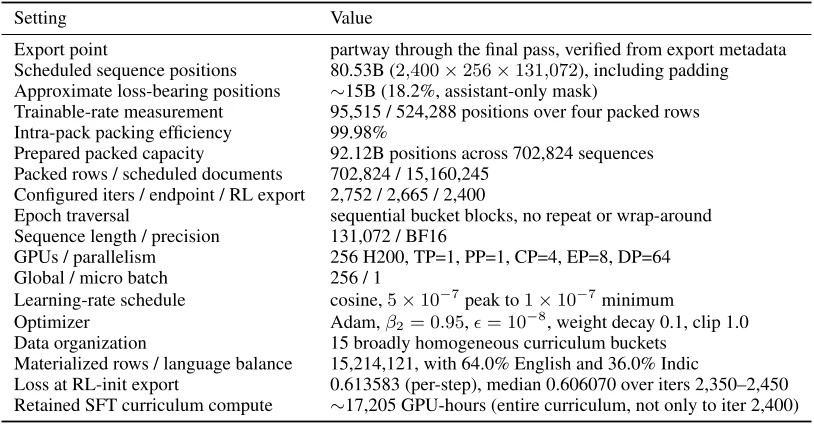 Setting Value
Export point partway through the final pass, verified from export metadata
Scheduled sequence positions 80.53B (2,400 × 256 × 131,072), including padding
Approximate loss-bearing positions ∼15B (18.2%, assistant-only mask)
Trainable-rate measurement 95,515 / 524,288 positions over four packed rows
Intra-pack packing efficiency 99.98%
Prepared packed capacity 92.12B positions across 702,824 sequences
Packed rows / scheduled documents 702,824 / 15,160,245
Configured iters / endpoint / RL export 2,752 / 2,665 / 2,400
Epoch traversal sequential bucket blocks, no repeat or wrap-around
Sequence length / precision 131,072 / BF16
GPUs / parallelism 256 H200, TP=1, PP=1, CP=4, EP=8, DP=64
Global / micro batch 256 / 1
Learning-rate schedule cosine, 5 × 10⁻⁷ peak to 1 × 10⁻⁷ minimum
Optimizer Adam, β₂ = 0.95, ϵ = 10⁻⁸, weight decay 0.1, clip 1.0
Data organization 15 broadly homogeneous curriculum buckets
Materialized rows / language balance 15,214,121, with 64.0% English and 36.0% Indic
Loss at RL-init export 0.613583 (per-step), median 0.606070 over iters 2,350–2,450
Retained SFT curriculum compute ∼17,205 GPU-hours (entire curriculum, not only to iter 2,400)